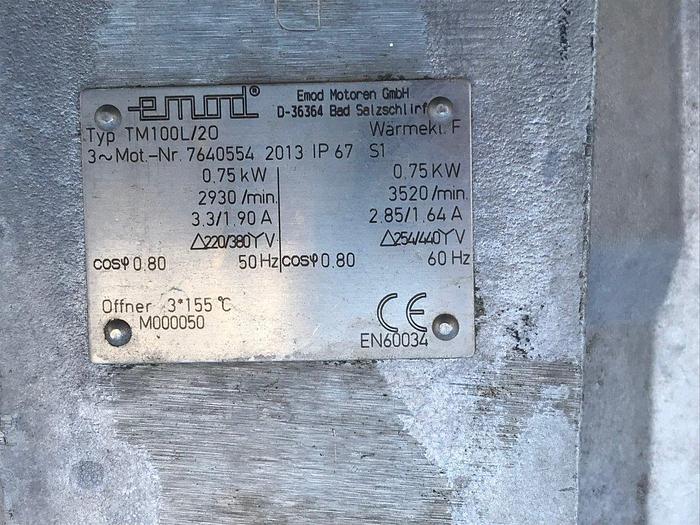 emod® Emod Motoren GmbH
D-36364 Bad Salzschlirf
Typ TM100L/20 Wärmekl. F
3~Mot.-Nr. 7640554 2013 IP 67 S1
0.75 kW 0.75 KW
2930 /min. 3520/min.
3.3/1.90 A 2.85/1.64 A
△220/380Y V △254/440Y V
cosφ 0.80 50 Hz cosφ 0.80 60 Hz
Offner 3*155 °C
M000050 CE
EN60034